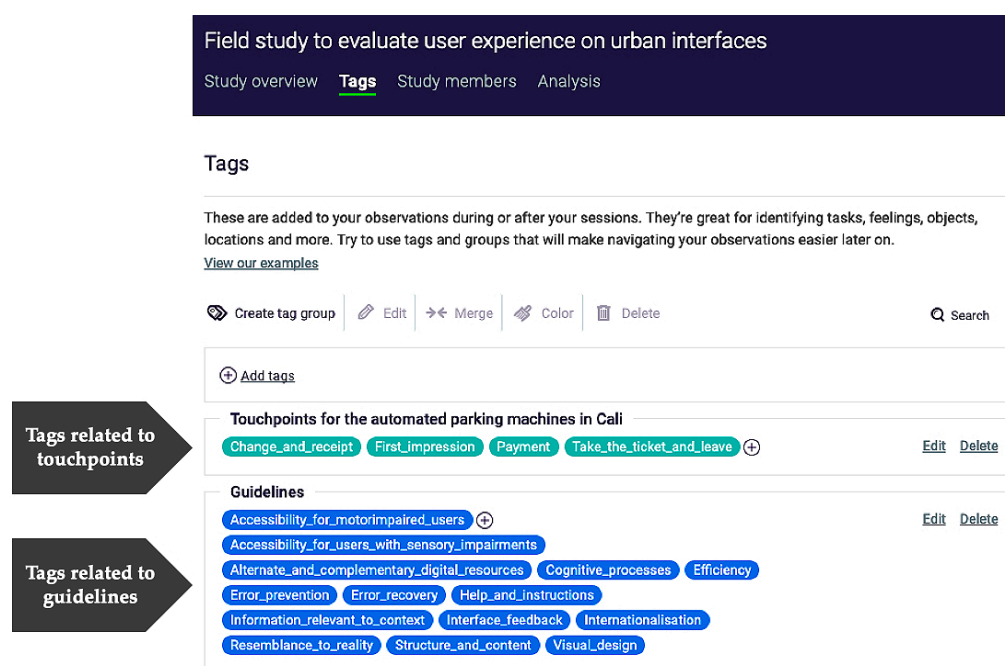 Field study to evaluate user experience on urban interfaces
Study overview Tags Study members Analysis
Tags
These are added to your observations during or after your sessions. They're great for identifying tasks, feelings, objects,
locations and more. Try to use tags and groups that will make navigating your observations easier later on.
View our examples
Create tag group Edit Merge Color Delete Search
Add tags
Tags related to
touchpoints
Touchpoints for the automated parking machines in Cali
Change_and_receipt First_impression Payment Take_the_ticket_and_leave Edit Delete
Tags related to
guidelines
Guidelines
Accessibility_for_motorimpaired_users Edit Delete
Accessibility_for_users_with_sensory_impairments
Alternate_and_complementary_digital_resources Cognitive_processes Efficiency
Error_prevention Error_recovery Help_and_instructions
Information_relevant_to_context Interface_feedback Internationalisation
Resemblance_to_reality Structure_and_content Visual_design